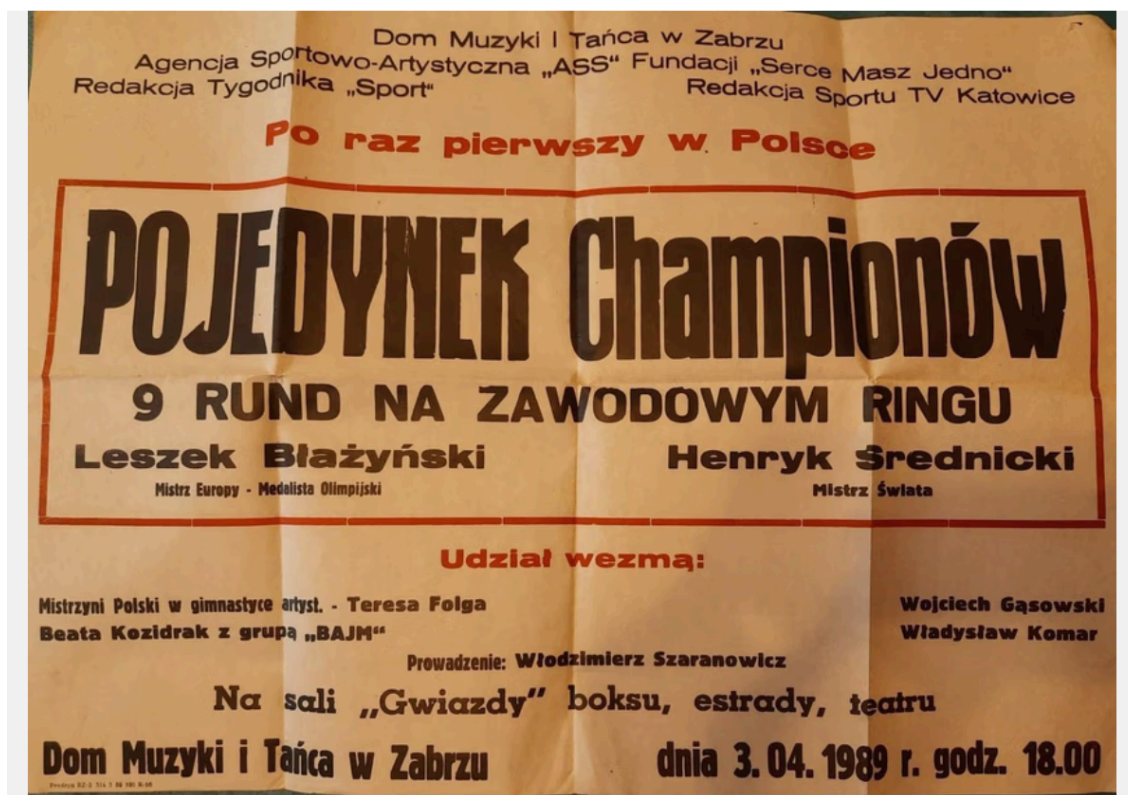 Dom Muzyki i Tańca w Zabrzu
Agencja Sportowo-Artystyczna „ASS“ Fundacji „Serce Masz Jedno“
Redakcja Tygodnika „Sport“ Redakcja Sportu TV Katowice
Po raz pierwszy w Polsce
POJEDYNEK Championów
9 RUND NA ZAWODOWYM RINGU
Leszek Błażyński Henryk Średnicki
Mistrz Europy - Medalista Olimpijski Mistrz Świata
Udział wezmą:
Mistrzyni Polski w gimnastyce artyst. - Teresa Folga Wojciech Gąsowski
Beata Kozidrak z grupą „BAJM“ Władysław Komar
Prowadzenie: Włodzimierz Szaranowicz
Na sali „Gwiazdy” boksu, estrady, teatru
Dom Muzyki i Tańca w Zabrzu dnia 3.04.1989 r. godz. 18.00